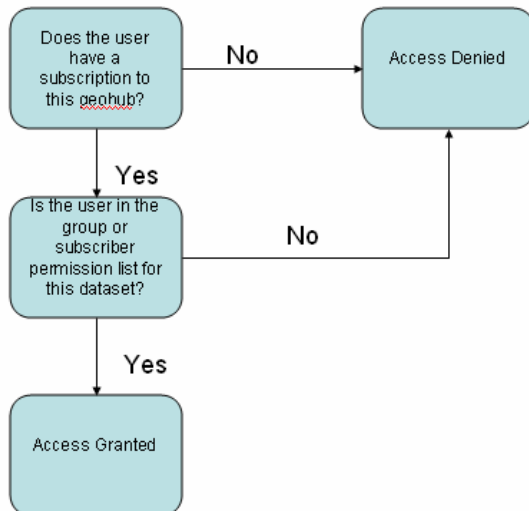 Does the user
have a
subscription to
this geohub?
No
Access Denied
Yes
Is the user in the
group or
subscriber
permission list for
this dataset?
No
Yes
Access Granted